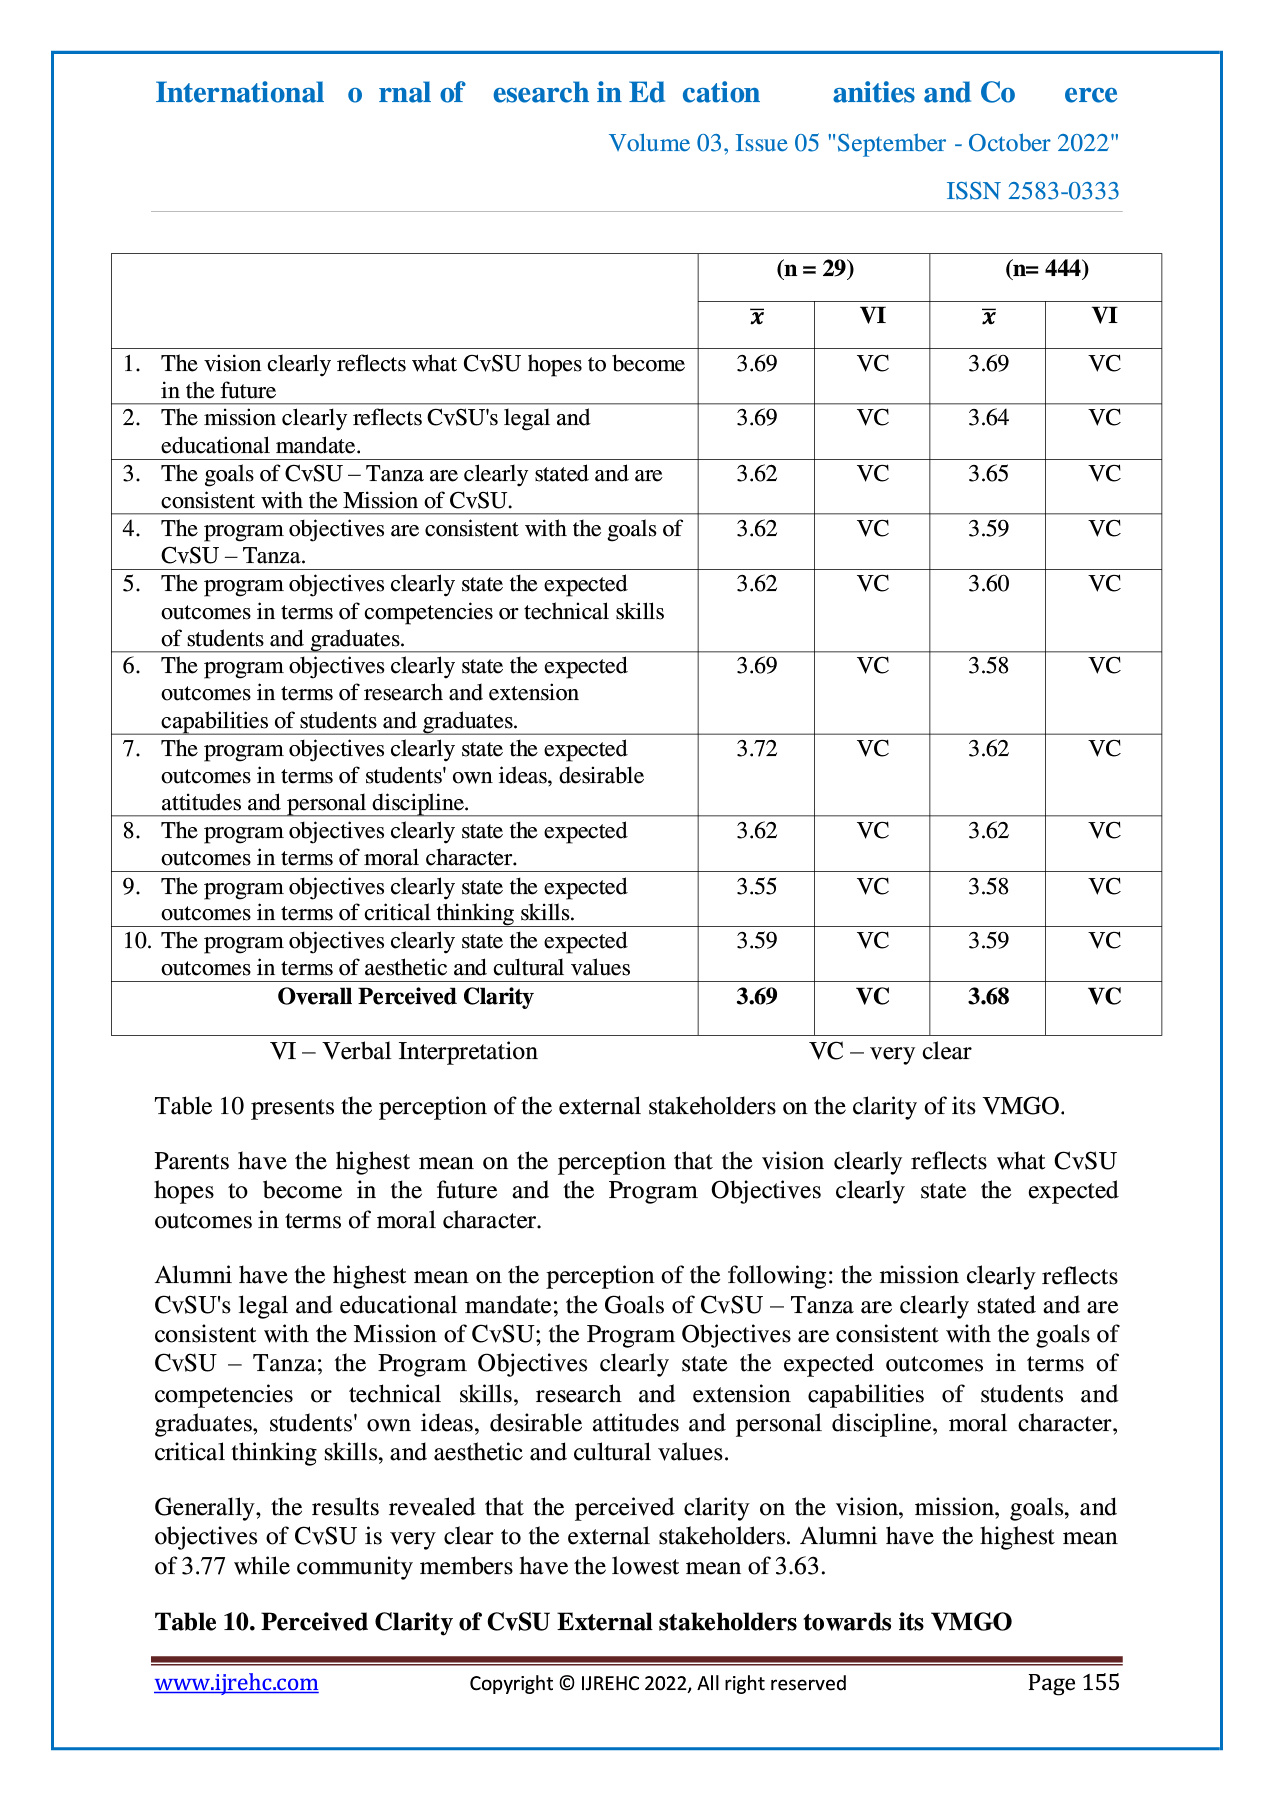 International o rnal of esearch in Ed cation anities and Co erce
Volume 03, Issue 05 "September - October 2022"
ISSN 2583-0333
(n = 29) (n= 444)
x̅ VI x̅ VI
1. The vision clearly reflects what CvSU hopes to become 3.69 VC 3.69 VC
in the future
2. The mission clearly reflects CvSU's legal and 3.69 VC 3.64 VC
educational mandate.
3. The goals of CvSU – Tanza are clearly stated and are 3.62 VC 3.65 VC
consistent with the Mission of CvSU.
4. The program objectives are consistent with the goals of 3.62 VC 3.59 VC
CvSU – Tanza.
5. The program objectives clearly state the expected 3.62 VC 3.60 VC
outcomes in terms of competencies or technical skills
of students and graduates.
6. The program objectives clearly state the expected 3.69 VC 3.58 VC
outcomes in terms of research and extension
capabilities of students and graduates.
7. The program objectives clearly state the expected 3.72 VC 3.62 VC
outcomes in terms of students' own ideas, desirable
attitudes and personal discipline.
8. The program objectives clearly state the expected 3.62 VC 3.62 VC
outcomes in terms of moral character.
9. The program objectives clearly state the expected 3.55 VC 3.58 VC
outcomes in terms of critical thinking skills.
10. The program objectives clearly state the expected 3.59 VC 3.59 VC
outcomes in terms of aesthetic and cultural values
Overall Perceived Clarity 3.69 VC 3.68 VC
VI – Verbal Interpretation VC – very clear
Table 10 presents the perception of the external stakeholders on the clarity of its VMGO.
Parents have the highest mean on the perception that the vision clearly reflects what CvSU
hopes to become in the future and the Program Objectives clearly state the expected
outcomes in terms of moral character.
Alumni have the highest mean on the perception of the following: the mission clearly reflects
CvSU's legal and educational mandate; the Goals of CvSU – Tanza are clearly stated and are
consistent with the Mission of CvSU; the Program Objectives are consistent with the goals of
CvSU – Tanza; the Program Objectives clearly state the expected outcomes in terms of
competencies or technical skills, research and extension capabilities of students and
graduates, students' own ideas, desirable attitudes and personal discipline, moral character,
critical thinking skills, and aesthetic and cultural values.
Generally, the results revealed that the perceived clarity on the vision, mission, goals, and
objectives of CvSU is very clear to the external stakeholders. Alumni have the highest mean
of 3.77 while community members have the lowest mean of 3.63.
Table 10. Perceived Clarity of CvSU External stakeholders towards its VMGO
www.ijrehc.com Copyright © IJREHC 2022, All right reserved Page 155